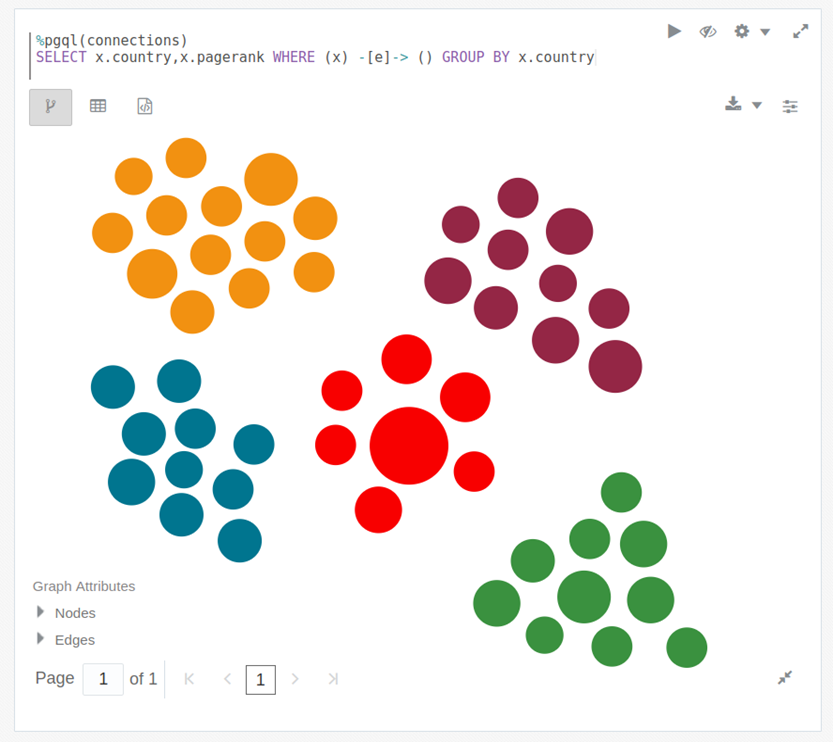 %pgql(connections)
SELECT x.country,x.pagerank WHERE (x) -[e]-> () GROUP BY x.country
Graph Attributes
Nodes
Edges
Page 1 of 1 1